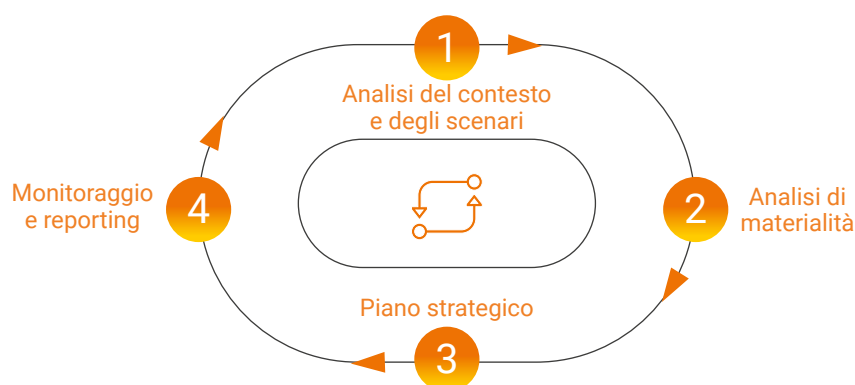 1
Analisi del contesto
e degli scenari
2
Analisi di
materialità
3
Piano strategico
4
Monitoraggio
e reporting